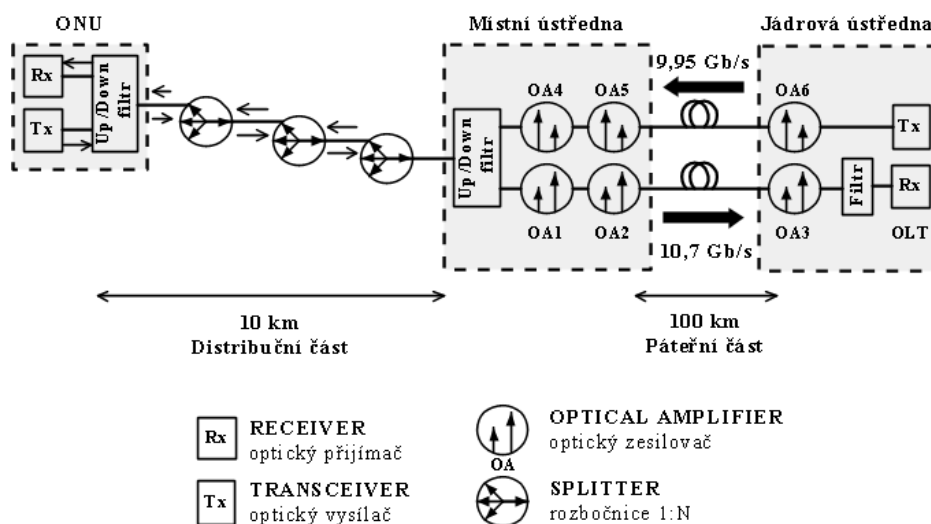 ONU
Místní ústředna
Jádrová ústředna
Rx
Tx
Up/Down
filtr
Up/Down
filtr
OA4
OA5
OA1
OA2
9,95 Gb/s
10,7 Gb/s
OA6
OA3
Tx
Filtr
Rx
OLT
10 km
Distribuční část
100 km
Páteřní část
Rx
RECEIVER
optický přijímač
Tx
TRANSCEIVER
optický vysílač
OA
OPTICAL AMPLIFIER
optický zesilovač
SPLITTER
rozbočnice 1:N